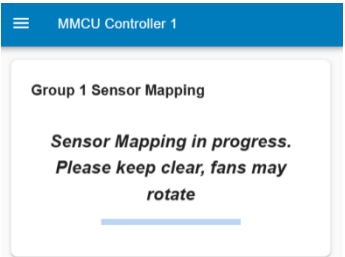 MMCU Controller 1
Group 1 Sensor Mapping
Sensor Mapping in progress.
Please keep clear, fans may
rotate